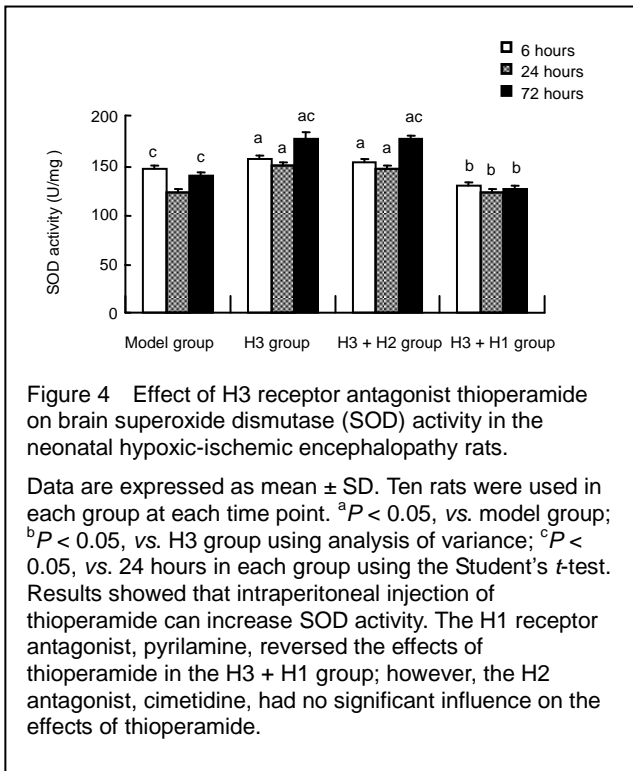 6 hours
24 hours
72 hours
SOD activity (U/mg)
200
150
100
50
0
c c
a a ac
a a ac
b b b
Model group H3 group H3 + H2 group H3 + H1 group
Figure 4 Effect of H3 receptor antagonist thioperamide
on brain superoxide dismutase (SOD) activity in the
neonatal hypoxic-ischemic encephalopathy rats.
Data are expressed as mean ± SD. Ten rats were used in
each group at each time point. ᵃP < 0.05, vs. model group;
ᵇP < 0.05, vs. H3 group using analysis of variance; ᶜP <
0.05, vs. 24 hours in each group using the Student's t-test.
Results showed that intraperitoneal injection of
thioperamide can increase SOD activity. The H1 receptor
antagonist, pyrilamine, reversed the effects of
thioperamide in the H3 + H1 group; however, the H2
antagonist, cimetidine, had no significant influence on the
effects of thioperamide.